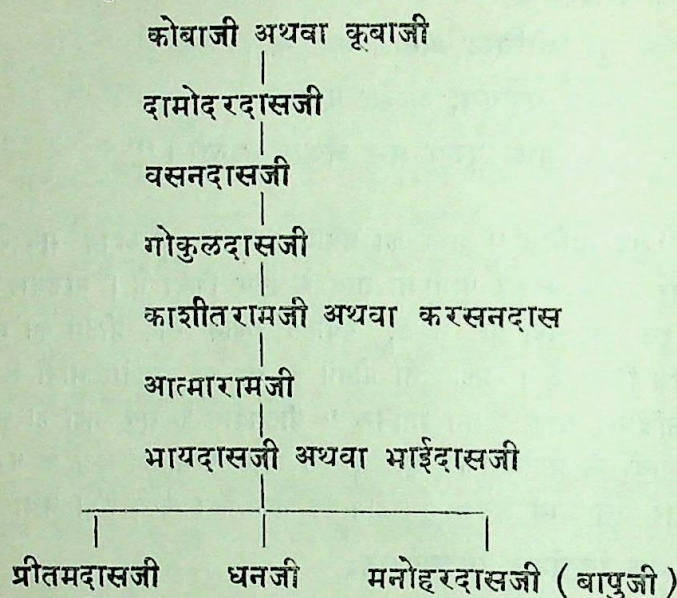 कोबाजी अथवा कूबाजी
दामोदरदासजी
वसनदासजी
गोकुलदासजी
काशीतरामजी अथवा करसनदास
आत्मारामजी
भायदासजी अथवा भाईदासजी
प्रीतमदासजी धनजी मनोहरदासजी ( बापुजी )